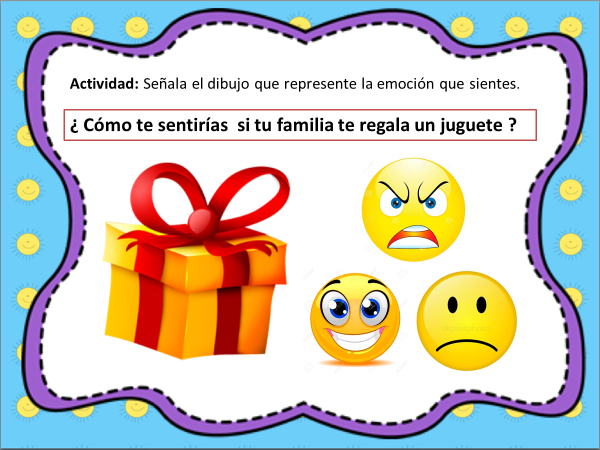 Actividad: Señala el dibujo que represente la emoción que sientes.
¿ Cómo te sentirías si tu familia te regala un juguete ?